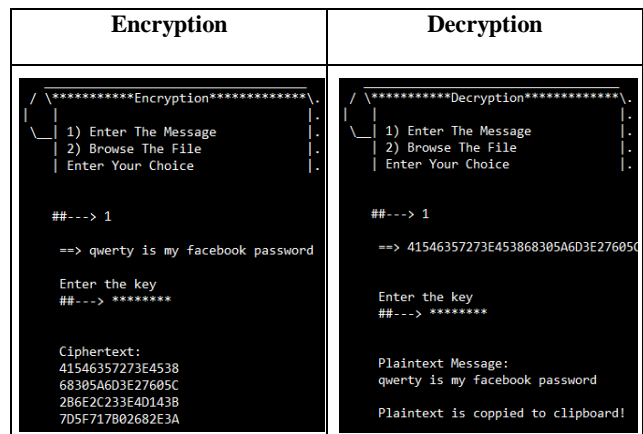 Encryption
Decryption
/ \***********Encryption*************\.
| | |.
\__| 1) Enter The Message |.
| 2) Browse The File |.
| Enter Your Choice |.
##---> 1
==> qwerty is my facebook password
Enter the key
##---> ********
Ciphertext:
41546357273E4538
68305A6D3E27605C
2B6E2C233E4D143B
7D5F717B02682E3A
/ \***********Decryption*************\.
| | |.
\__| 1) Enter The Message |.
| 2) Browse The File |.
| Enter Your Choice |.
##---> 1
==> 41546357273E453868305A6D3E27605C
Enter the key
##---> ********
Plaintext Message:
qwerty is my facebook password
Plaintext is coppied to clipboard!